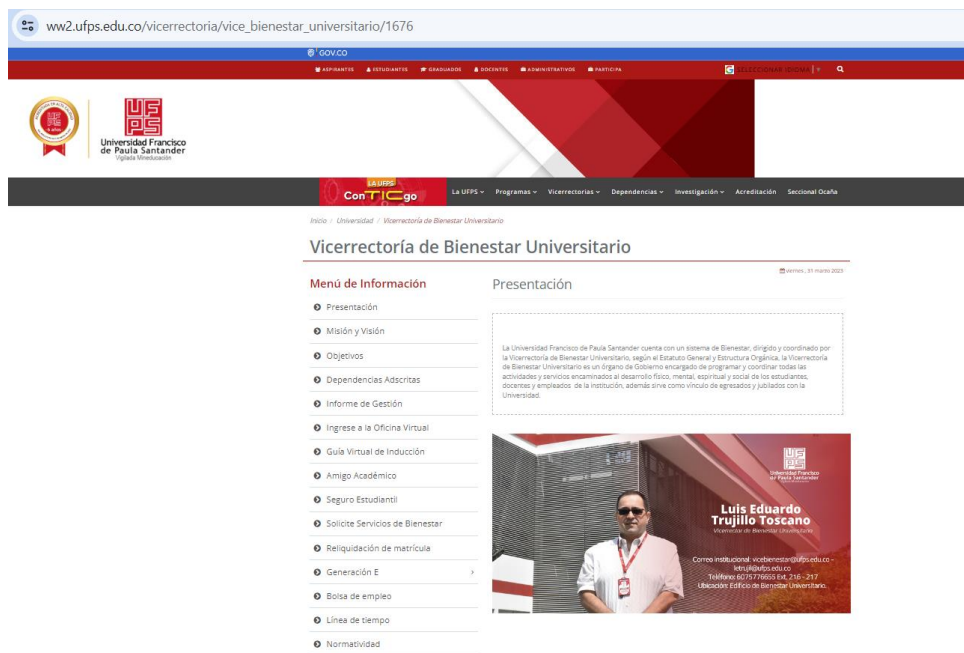 ww2.ufps.edu.co/vicerrectoria/vice_bienestar_universitario/1676
GOV.CO
ASPIRANTES ESTUDIANTES GRADUADOS DOCENTES ADMINISTRATIVOS PARTICIPA SELECCIONAR IDIOMA
UFPS
Universidad Francisco
de Paula Santander
Vigilada Mineducación
LA UFPS
ConTICgo
La UFPS Programas Vicerrectorias Dependencias Investigación Acreditación Seccional Ocaña
Inicio / Universidad / Vicerrectoría de Bienestar Universitario
Vicerrectoría de Bienestar Universitario
viernes, 31 marzo 2023
Menú de Información
Presentación
Misión y Visión
Objetivos
Dependencias Adscritas
Informe de Gestión
Ingrese a la Oficina Virtual
Guía Virtual de Inducción
Amigo Académico
Seguro Estudiantil
Solicite Servicios de Bienestar
Reliquidación de matrícula
Generación E
Bolsa de empleo
Línea de tiempo
Normatividad
Presentación
La Universidad Francisco de Paula Santander cuenta con un sistema de Bienestar, dirigido y coordinado por
la Vicerrectoría de Bienestar Universitario, según el Estatuto General y Estructura Orgánica, la Vicerrectoría
de Bienestar Universitario es un órgano de Gobierno encargado de programar y coordinar todas las
actividades y servicios encaminados al desarrollo físico, mental, espiritual y social de los estudiantes,
docentes y empleados de la institución, además sirve como vínculo de egresados y jubilados con la
Universidad.
UFPS
Universidad Francisco
de Paula Santander
Luis Eduardo
Trujillo Toscano
Vicerrector de Bienestar Universitario
Correo institucional: vicebienestar@ufps.edu.co -
letruji@ufps.edu.co
Teléfono: 6075776655 Ext. 216 - 217
Ubicación: Edificio de Bienestar Universitario.